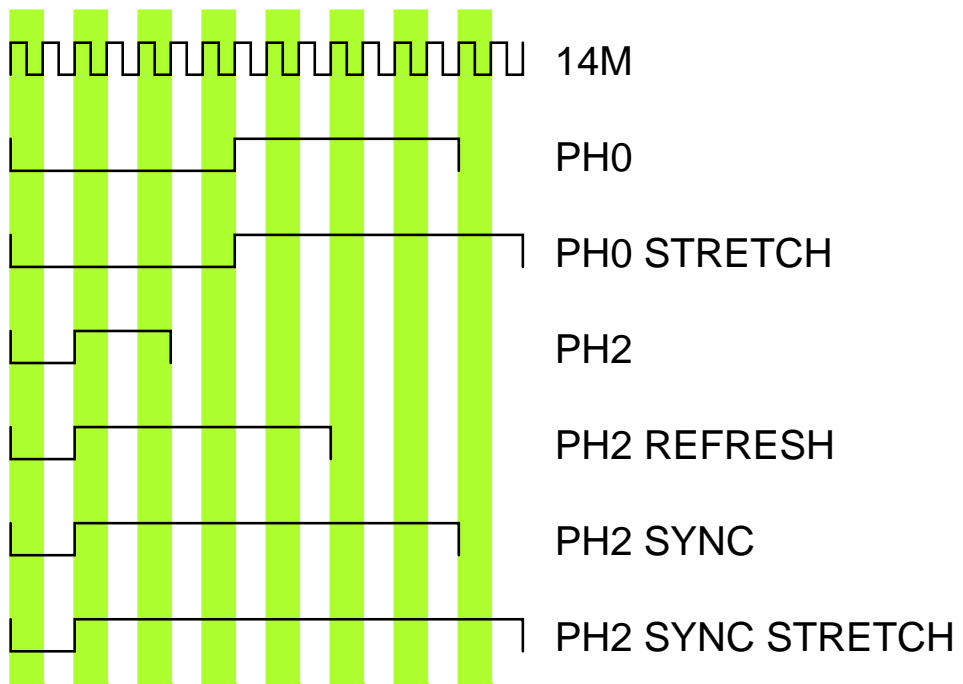 14M
PH0
PH0 STRETCH
PH2
PH2 REFRESH
PH2 SYNC
PH2 SYNC STRETCH